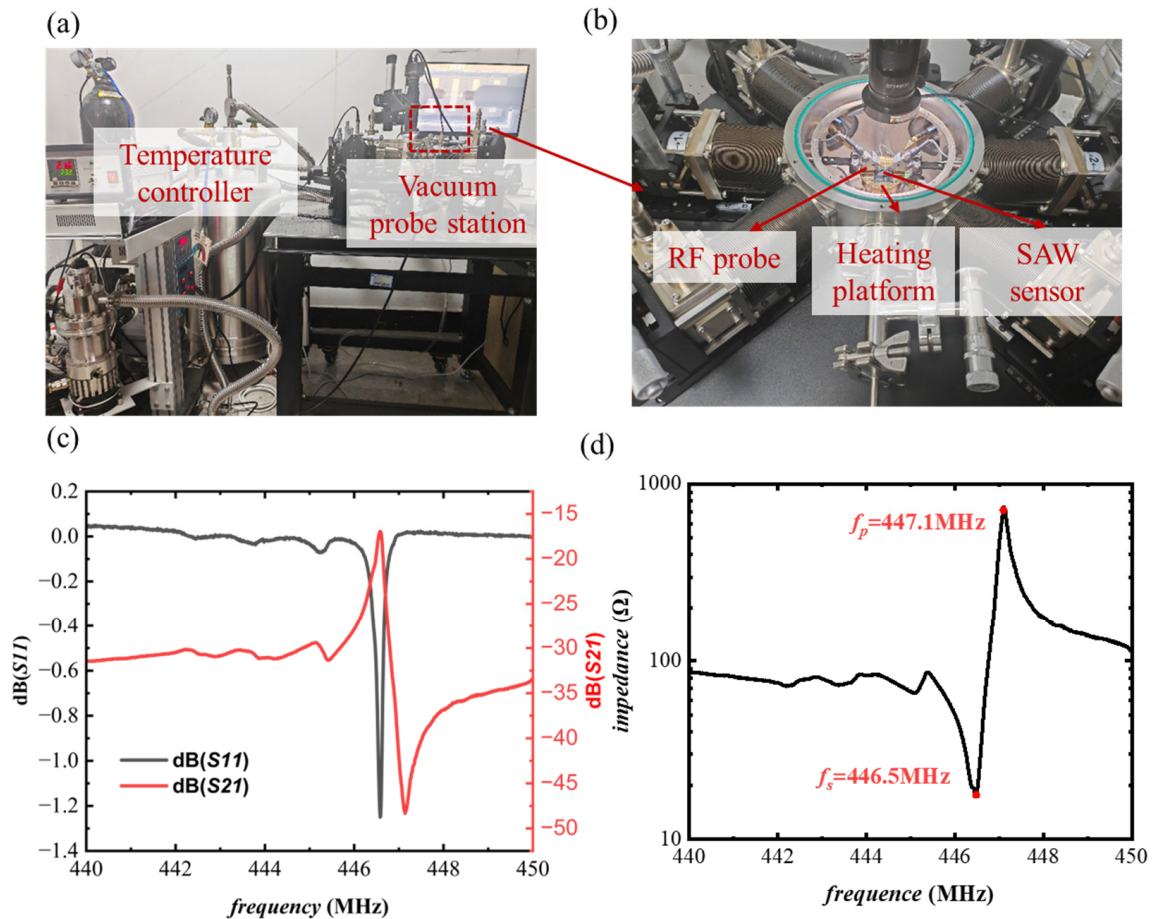 (a)
(b)
Temperature
controller
Vacuum
probe station
RF probe
Heating
platform
SAW
sensor
(c)
(d)
0.2
0.0
−0.2
−0.4
−0.6
−0.8
−1.0
−1.2
−1.4
dB(S11)
−15
−20
−25
−30
−35
−40
−45
−50
dB(S21)
dB(S11)
dB(S21)
440
442
444
446
448
450
frequency (MHz)
1000
100
10
impedance (Ω)
fp=447.1MHz
fs=446.5MHz
440
442
444
446
448
450
frequence (MHz)